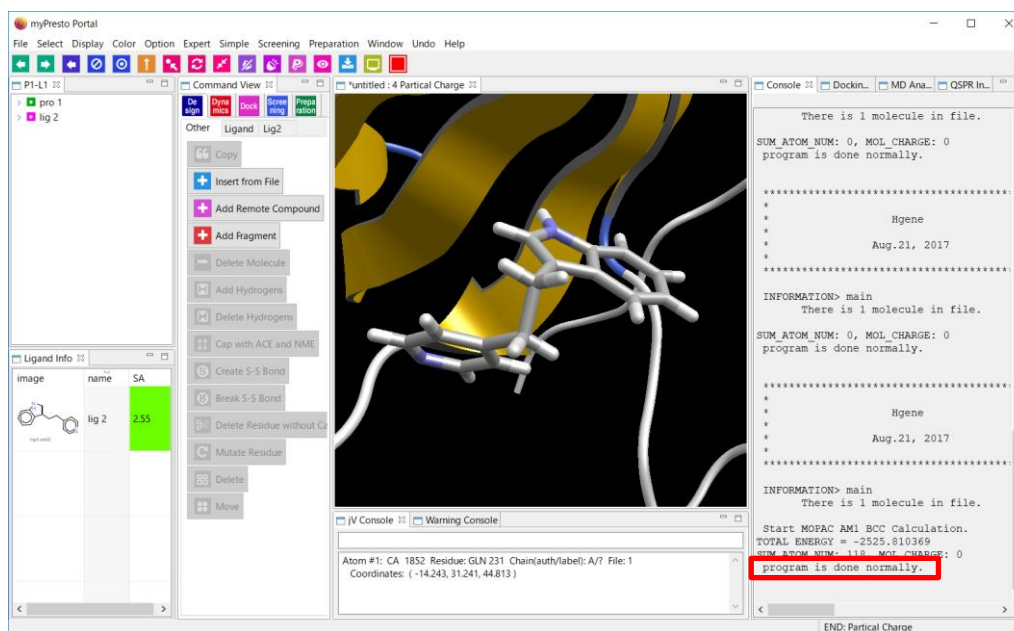 myPresto Portal
File Select Display Color Option Expert Simple Screening Preparation Window Undo Help
P1-L1
pro 1
lig 2
Ligand Info
image name SA
lig 2 2.55
Command View
De sign
Dyna mics
Dock
Scree ning
Prepa ration
Other Ligand Lig2
Copy
Insert from File
Add Remote Compound
Add Fragment
Delete Molecule
Add Hydrogens
Delete Hydrogens
Cap with ACE and NME
Create S-S Bond
Break S-S Bond
Delete Residue without Ca
Mutate Residue
Delete
Move
*untitled : 4 Partical Charge
jV Console Warning Console
Atom #1: CA 1852 Residue: GLN 231 Chain(auth/label): A/? File: 1
Coordinates: ( -14.243, 31.241, 44.813 )
Console Dockin... MD Ana... QSPR In...
There is 1 molecule in file.
SUM_ATOM_NUM: 0, MOL_CHARGE: 0
program is done normally.
***************************************
*
* Hgene
*
* Aug.21, 2017
*
***************************************
INFORMATION> main
There is 1 molecule in file.
SUM_ATOM_NUM: 0, MOL_CHARGE: 0
program is done normally.
***************************************
*
* Hgene
*
* Aug.21, 2017
*
***************************************
INFORMATION> main
There is 1 molecule in file.
Start MOPAC AM1 BCC Calculation.
TOTAL ENERGY = -2525.810369
SUM_ATOM_NUM: 118, MOL_CHARGE: 0
program is done normally.
END: Partical Charge